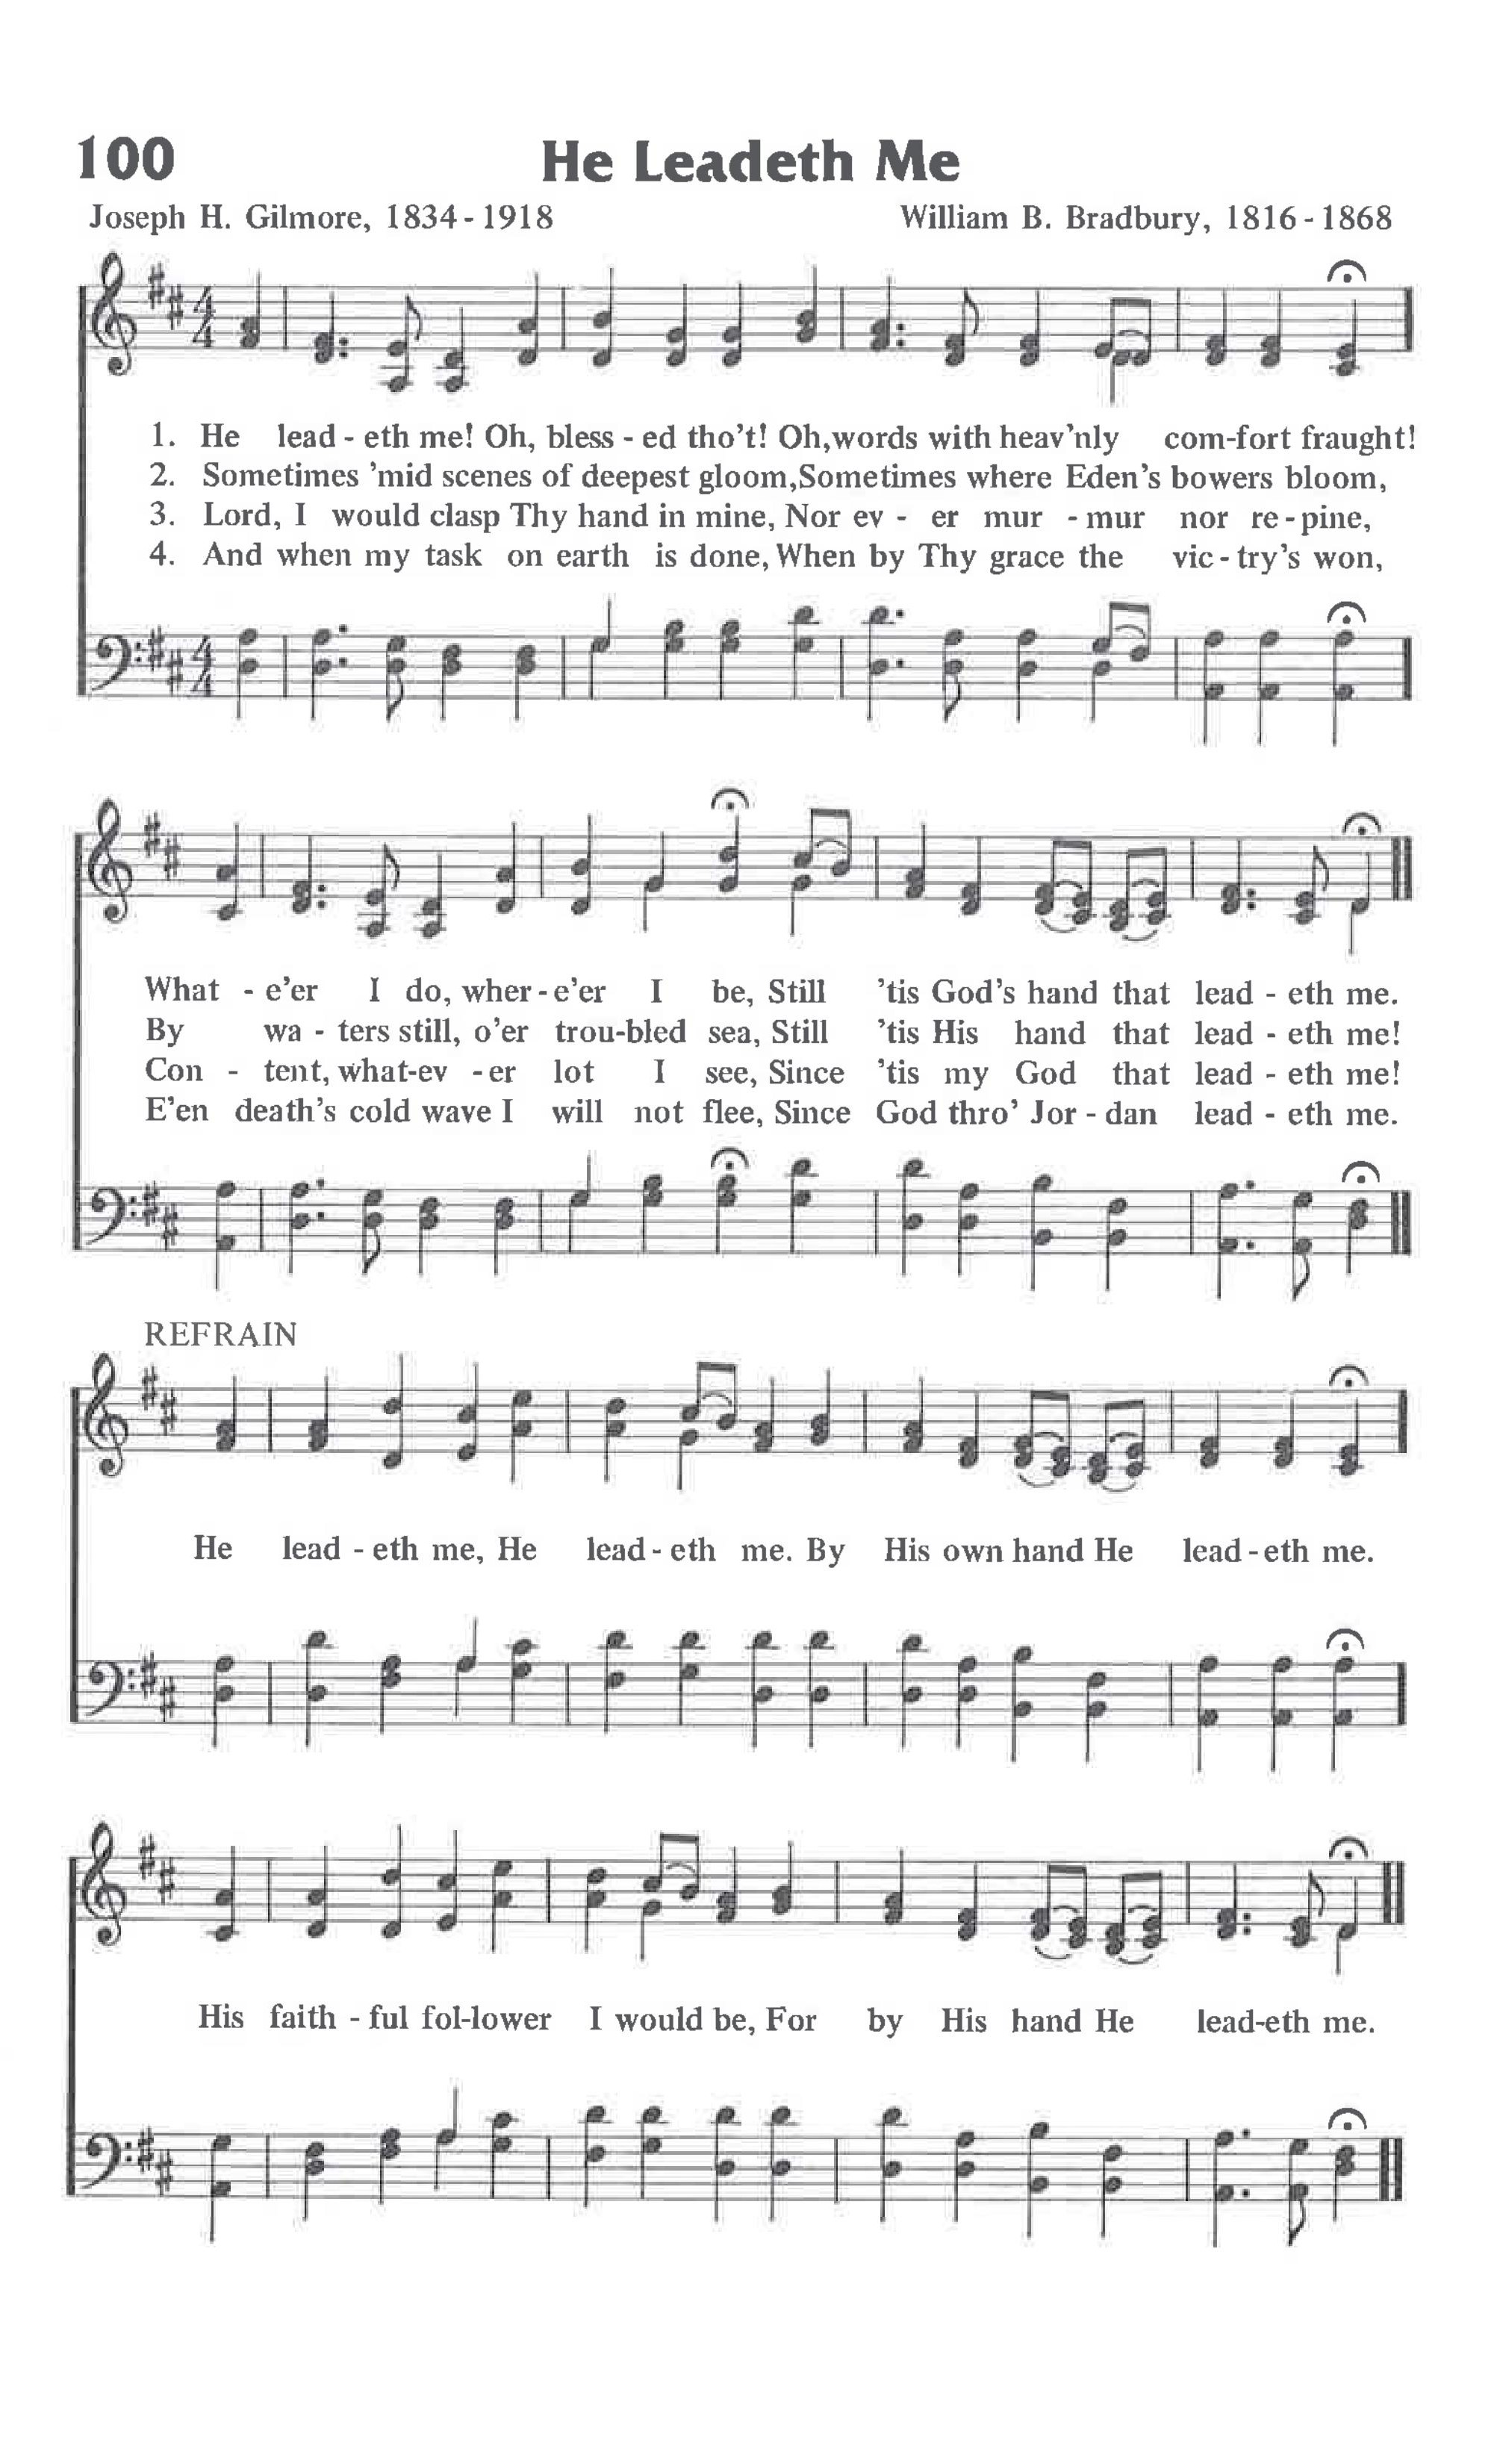 100 He Leadeth Me
Joseph H. Gilmore, 1834-1918 William B. Bradbury, 1816-1868
4 4
1. He lead - eth me! Oh, bless - ed tho't! Oh, words with heav'nly com-fort fraught!
2. Sometimes 'mid scenes of deepest gloom, Sometimes where Eden's bowers bloom,
3. Lord, I would clasp Thy hand in mine, Nor ev - er mur - mur nor re - pine,
4. And when my task on earth is done, When by Thy grace the vic - try's won,
4 4
What - e'er I do, wher - e'er I be, Still 'tis God's hand that lead - eth me.
By wa - ters still, o'er trou-bled sea, Still 'tis His hand that lead - eth me!
Con - tent, what-ev - er lot I see, Since 'tis my God that lead - eth me!
E'en death's cold wave I will not flee, Since God thro' Jor - dan lead - eth me.
REFRAIN
He lead - eth me, He lead - eth me. By His own hand He lead - eth me.
His faith - ful fol-lower I would be, For by His hand He lead-eth me.